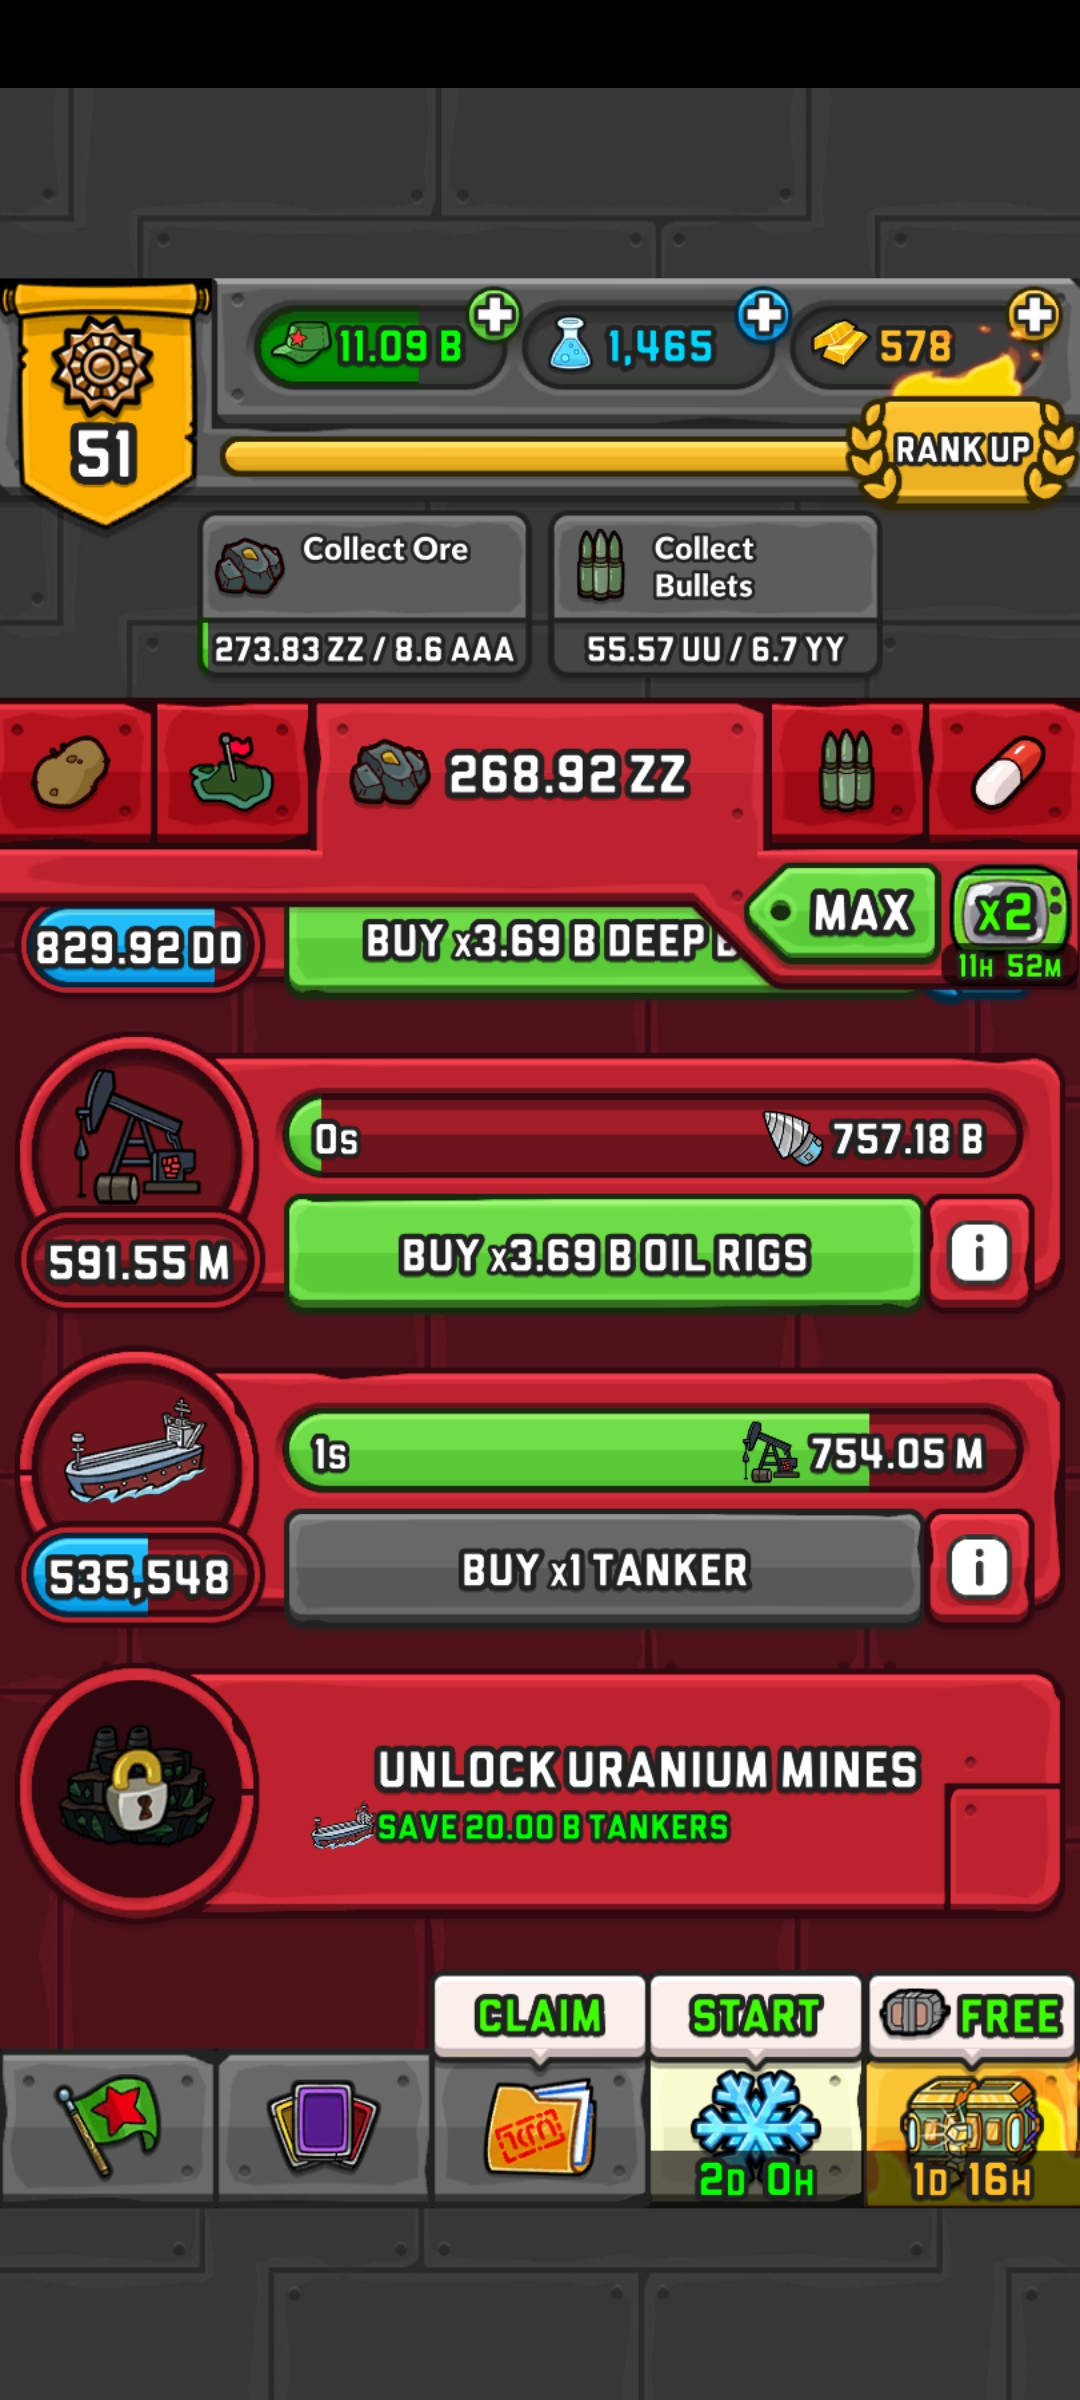 11.09 B
1,465
578
51
RANK UP
Collect Ore
273.83 ZZ / 8.6 AAA
Collect
Bullets
55.57 UU / 6.7 YY
268.92 ZZ
MAX
x2
11H 52M
829.92 DD
BUY x3.69 B DEEP
0s
757.18 B
591.55 M
BUY x3.69 B OIL RIGS
i
1s
754.05 M
535,548
BUY x1 TANKER
i
UNLOCK URANIUM MINES
SAVE 20.00 B TANKERS
CLAIM
START
FREE
2D 0H
1D 16H